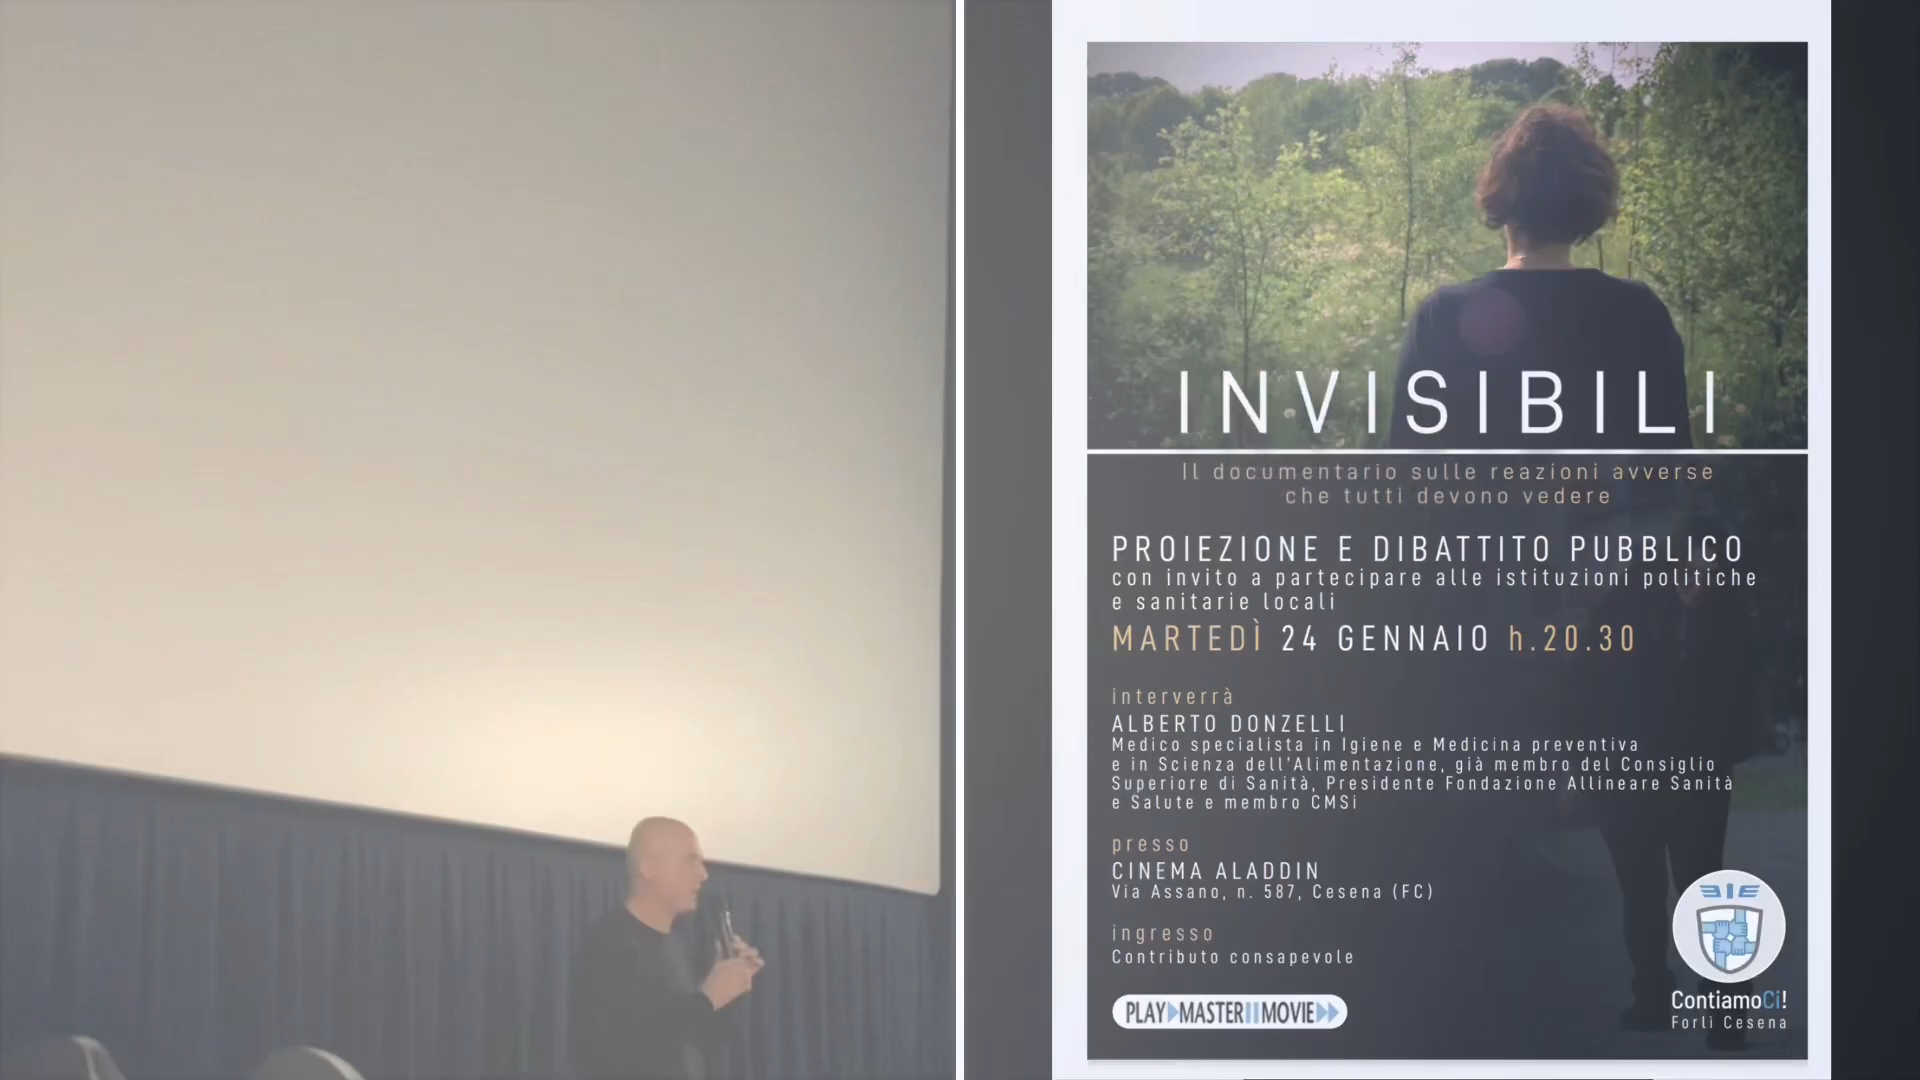 INVISIBILI
Il documentario sulle reazioni avverse
che tutti devono vedere
PROIEZIONE E DIBATTITO PUBBLICO
con invito a partecipare alle istituzioni politiche
e sanitarie locali
MARTEDÌ 24 GENNAIO h.20.30
interverrà
ALBERTO DONZELLI
Medico specialista in Igiene e Medicina preventiva
e in Scienza dell'Alimentazione, già membro del Consiglio
Superiore di Sanità, Presidente Fondazione Allineare Sanità
e Salute e membro CMSi
presso
CINEMA ALADDIN
Via Assano, n. 587, Cesena (FC)
ingresso
Contributo consapevole
PLAY MASTER MOVIE
ContiamoCi!
Forlì Cesena